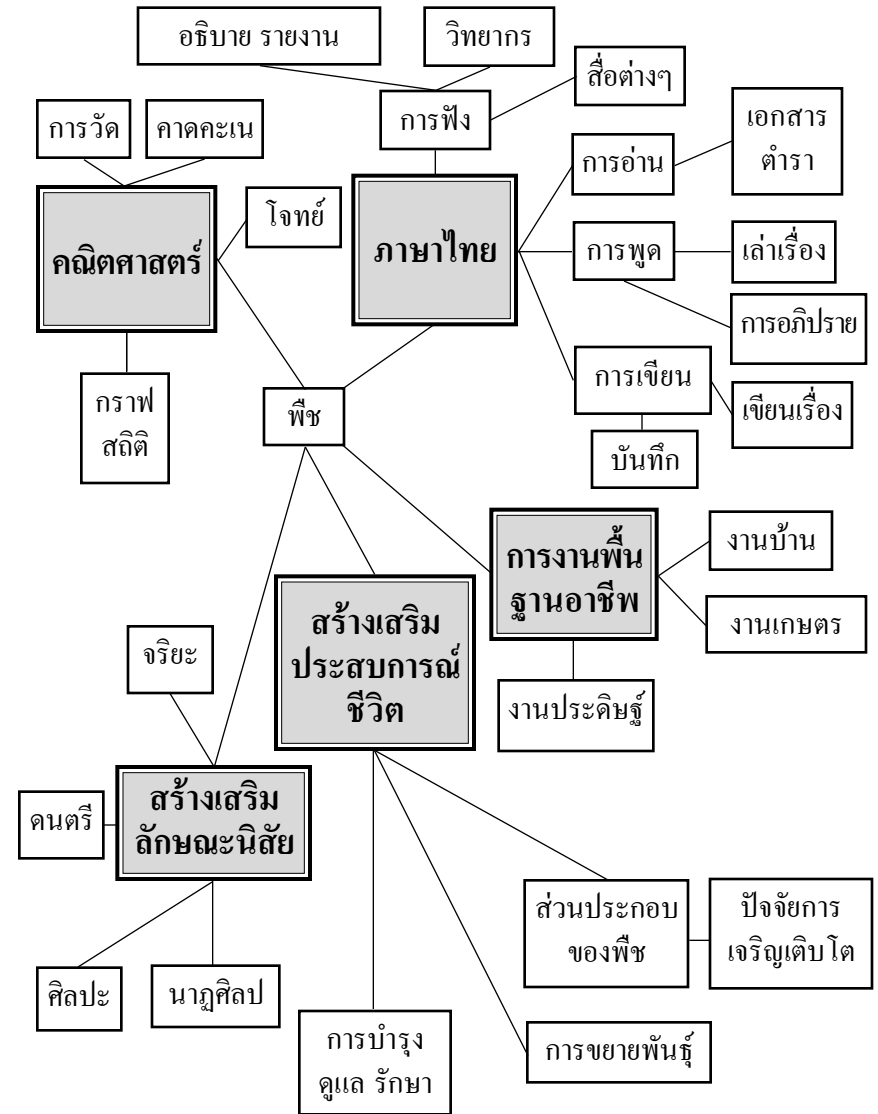 อธิบาย รายงาน
วิทยากร
สื่อต่างๆ
การวัด
คาดคะเน
การฟัง
เอกสาร
ตำรา
การอ่าน
คณิตศาสตร์
โจทย์
ภาษาไทย
การพูด
เล่าเรื่อง
การอภิปราย
กราฟ
สถิติ
พืช
การเขียน
เขียนเรื่อง
บันทึก
การงานพื้น
ฐานอาชีพ
งานบ้าน
งานเกษตร
งานประดิษฐ์
สร้างเสริม
ประสบการณ์
ชีวิต
จริยะ
ดนตรี
สร้างเสริม
ลักษณะนิสัย
ศิลปะ
นาฏศิลป
ส่วนประกอบ
ของพืช
ปัจจัยการ
เจริญเติบโต
การบำรุง
ดูแล รักษา
การขยายพันธุ์